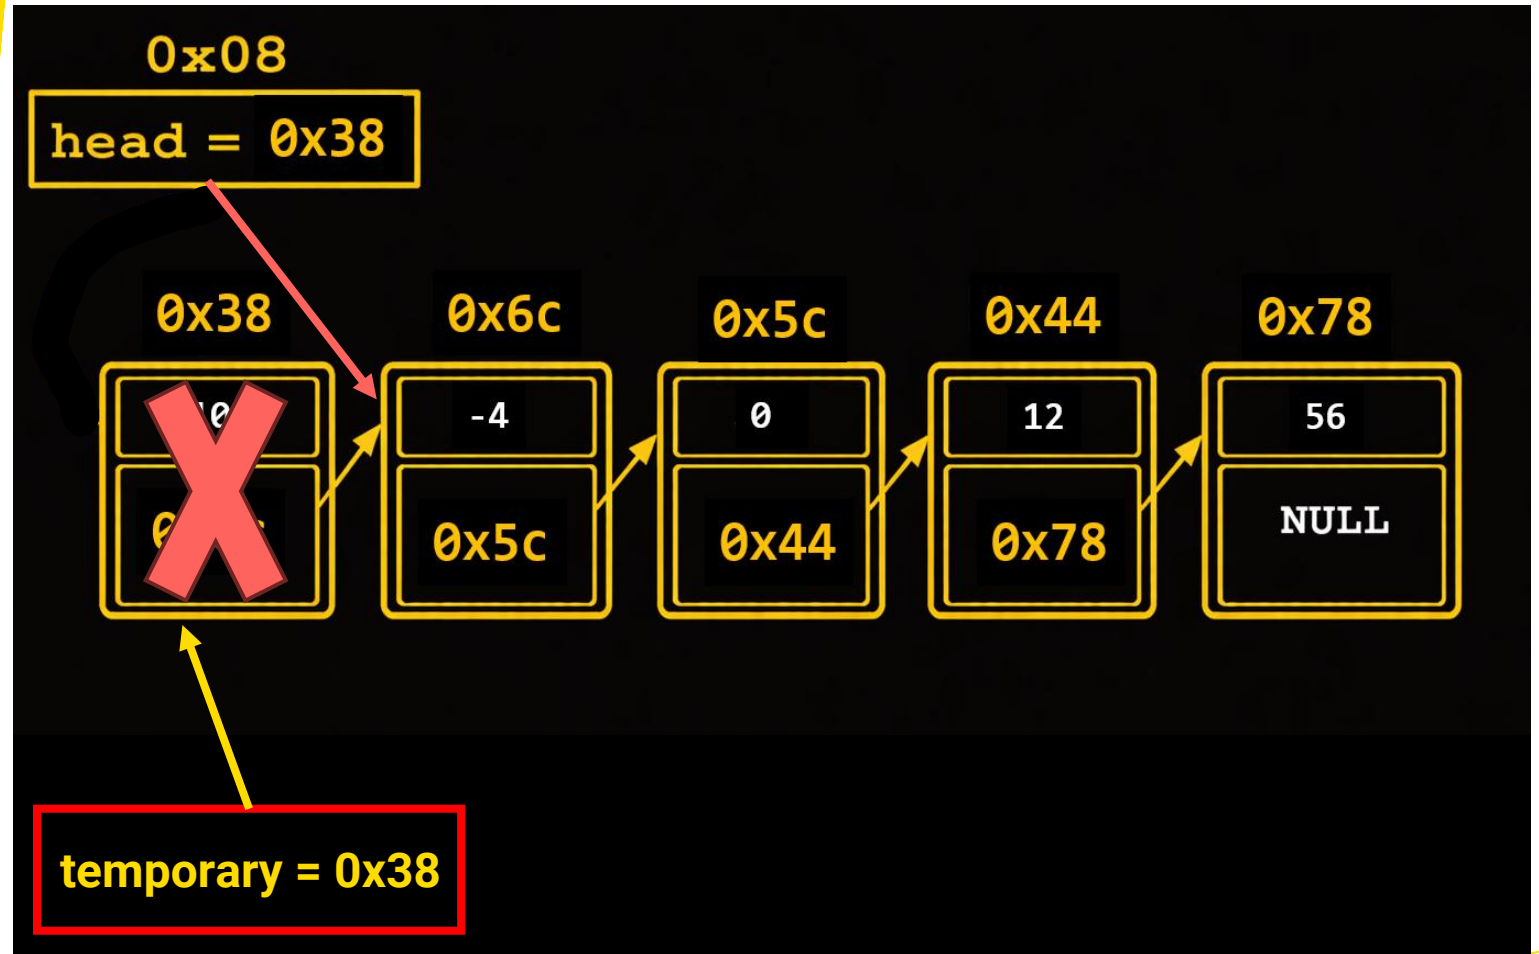 0x08
head = 0x38
0x38
0x6c
0x5c
0x44
0x78
-4
0
12
56
0x5c
0x44
0x78
NULL
temporary = 0x38